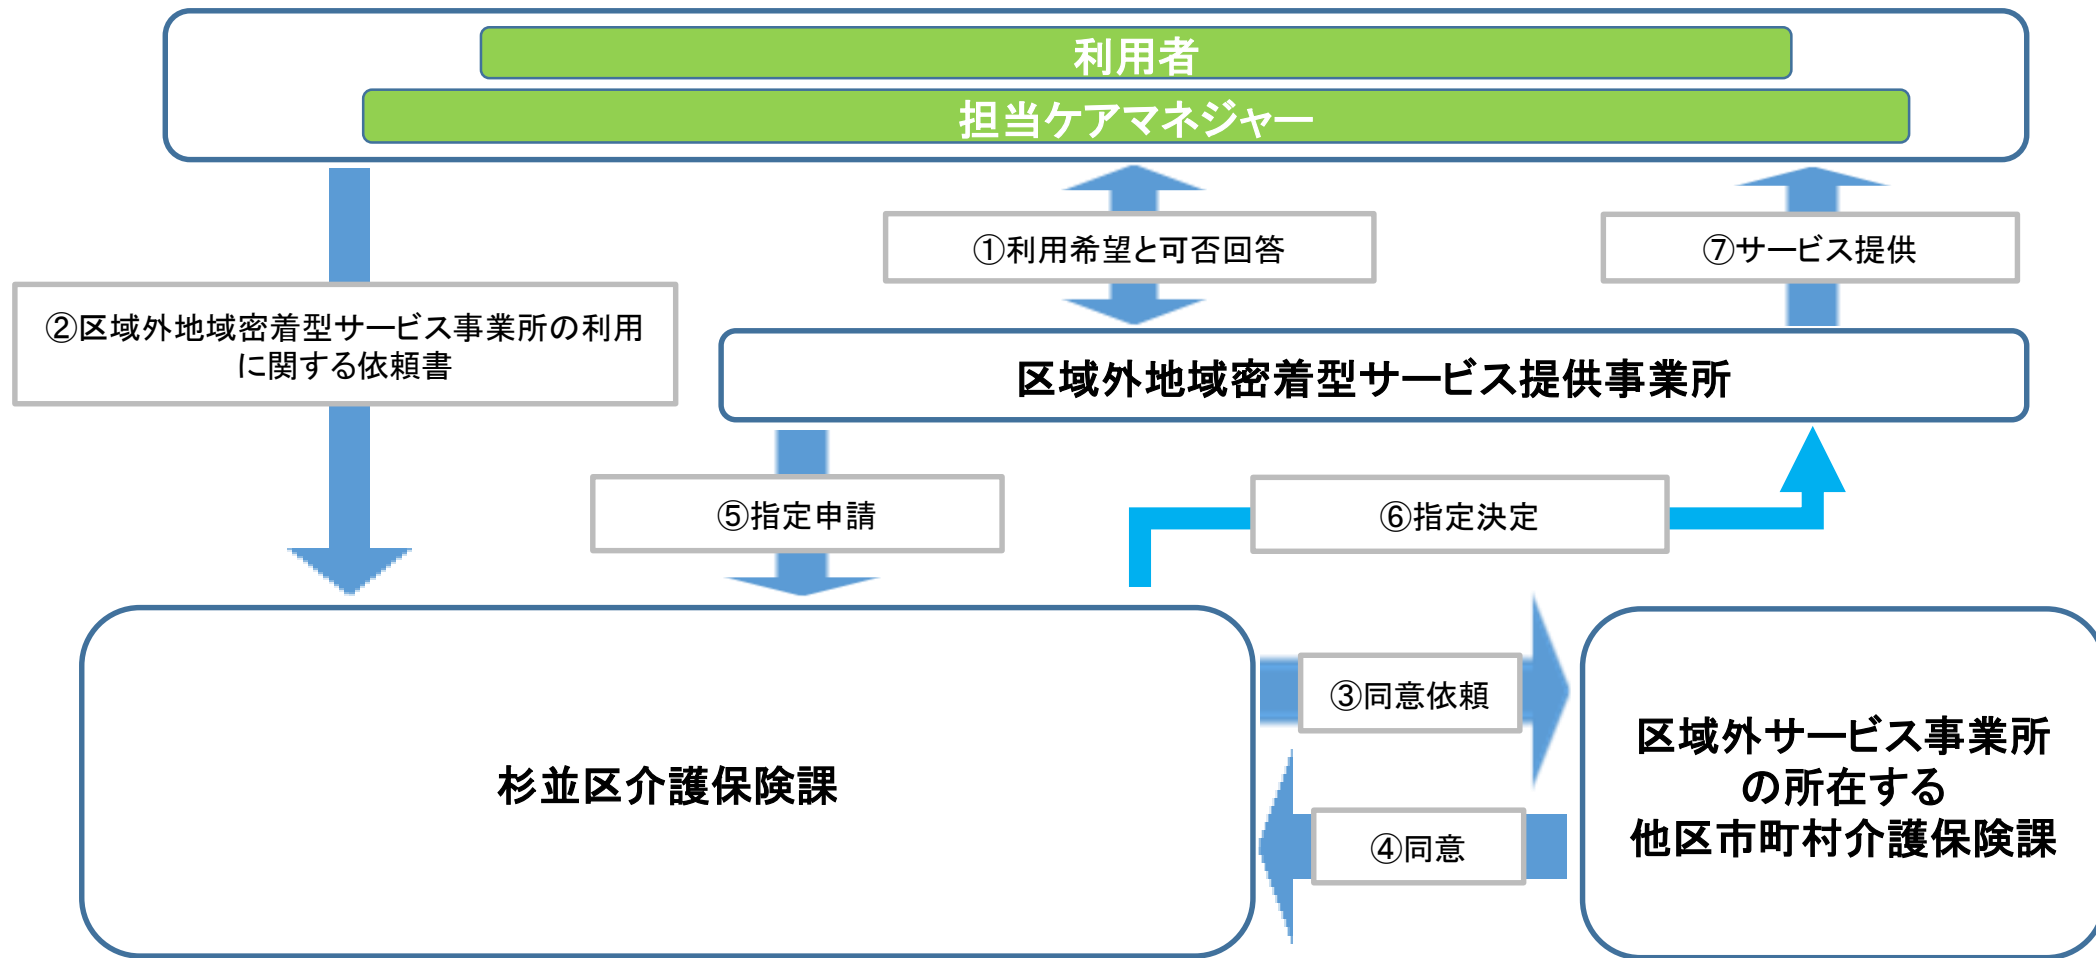 利用者
担当ケアマネジャー
①利用希望と可否回答
⑦サービス提供
②区域外地域密着型サービス事業所の利用
に関する依頼書
区域外地域密着型サービス提供事業所
⑤指定申請
⑥指定決定
③同意依頼
杉並区介護保険課
④同意
区域外サービス事業所
の所在する
他区市町村介護保険課